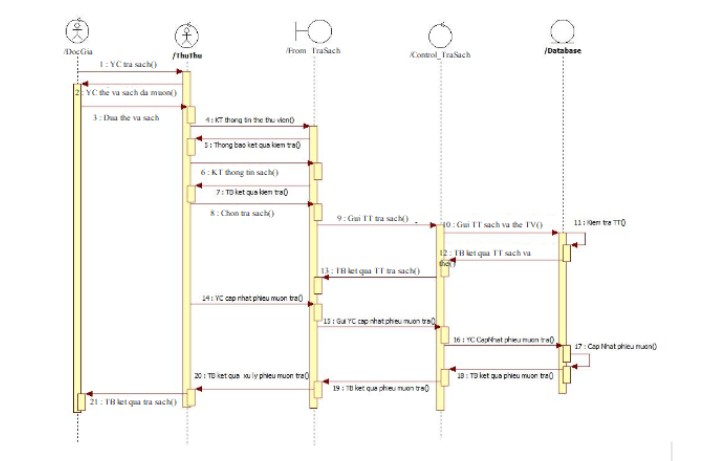 /DocGia
/ThuThu
/From_TraSach
/Control_TraSach
/Database
1 : YC tra sach()
2 : YC the va sach da muon()
3 : Dua the va sach
4 : KT thong tin the thu vien()
5 : Thong bao ket qua kiem tra()
6 : KT thong tin sach()
7 : TB ket qua kiem tra()
8 : Chon tra sach()
9 : Gui TT tra sach()
10 : Gui TT sach va the TV()
11 : Kiem tra TT()
12 : TB ket qua TT sach va
the()
13 : TB ket qua TT tra sach()
14 : YC cap nhat phieu muon tra()
15 : Gui YC cap nhat phieu muon tra()
16 : YC CapNhat phieu muon tra()
17 : Cap Nhat phieu muon()
18 : TB ket qua phieu muon tra()
19 : TB ket qua phieu muon tra()
20 : TB ket qua xu ly phieu muon tra()
21 : TB ket qua tra sach()